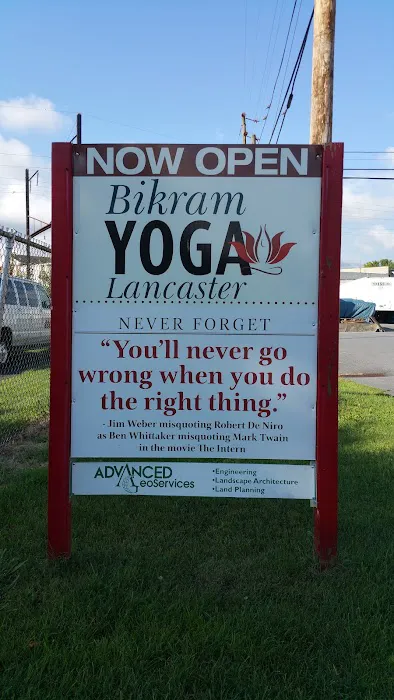 NOW OPEN
Bikram
YOGA
Lancaster
NEVER FORGET
"You'll never go
wrong when you do
the right thing."
- Jim Weber misquoting Robert De Niro
as Ben Whittaker misquoting Mark Twain
in the movie The Intern
ADVANCED
GeoServices
•Engineering
•Landscape Architecture
•Land Planning